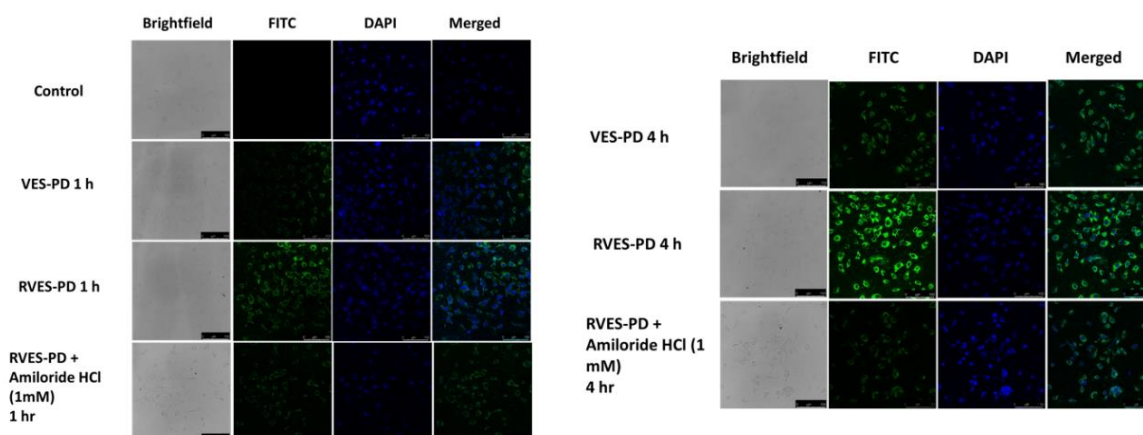 Brightfield FITC DAPI Merged
Control
VES-PD 1 h
RVES-PD 1 h
RVES-PD +
Amiloride HCl
(1mM)
1 hr
Brightfield FITC DAPI Merged
VES-PD 4 h
RVES-PD 4 h
RVES-PD +
Amiloride HCl (1
mM)
4 hr